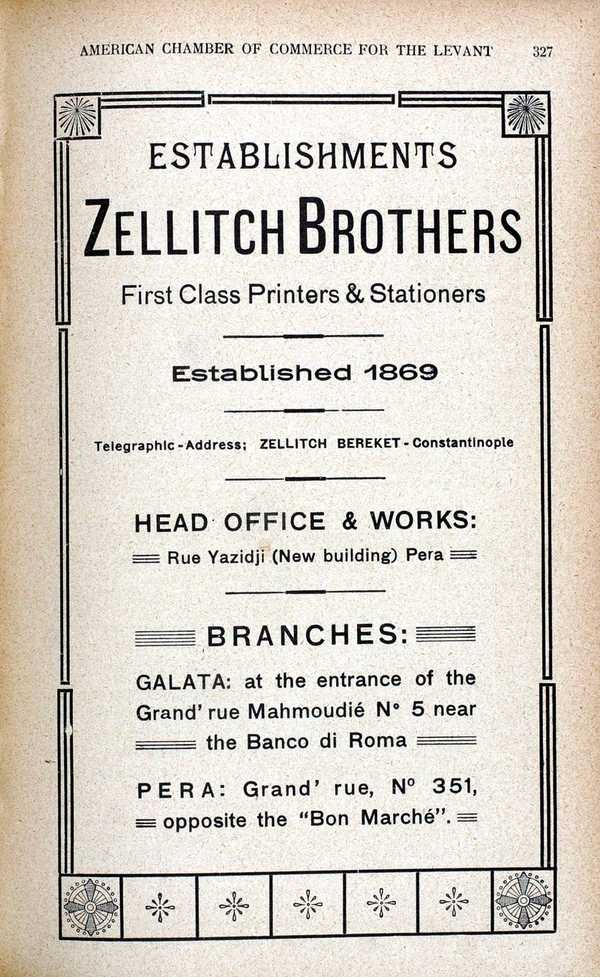 AMERICAN CHAMBER OF COMMERCE FOR THE LEVANT 327
ESTABLISHMENTS
ZELLITCH BROTHERS
First Class Printers & Stationers
Established 1869
Telegraphic-Address; ZELLITCH BEREKET - Constantinople
HEAD OFFICE & WORKS:
Rue Yazidji (New building) Pera
BRANCHES:
GALATA: at the entrance of the
Grand' rue Mahmoudié N° 5 near
the Banco di Roma
PERA: Grand' rue, N° 351,
opposite the "Bon Marché".